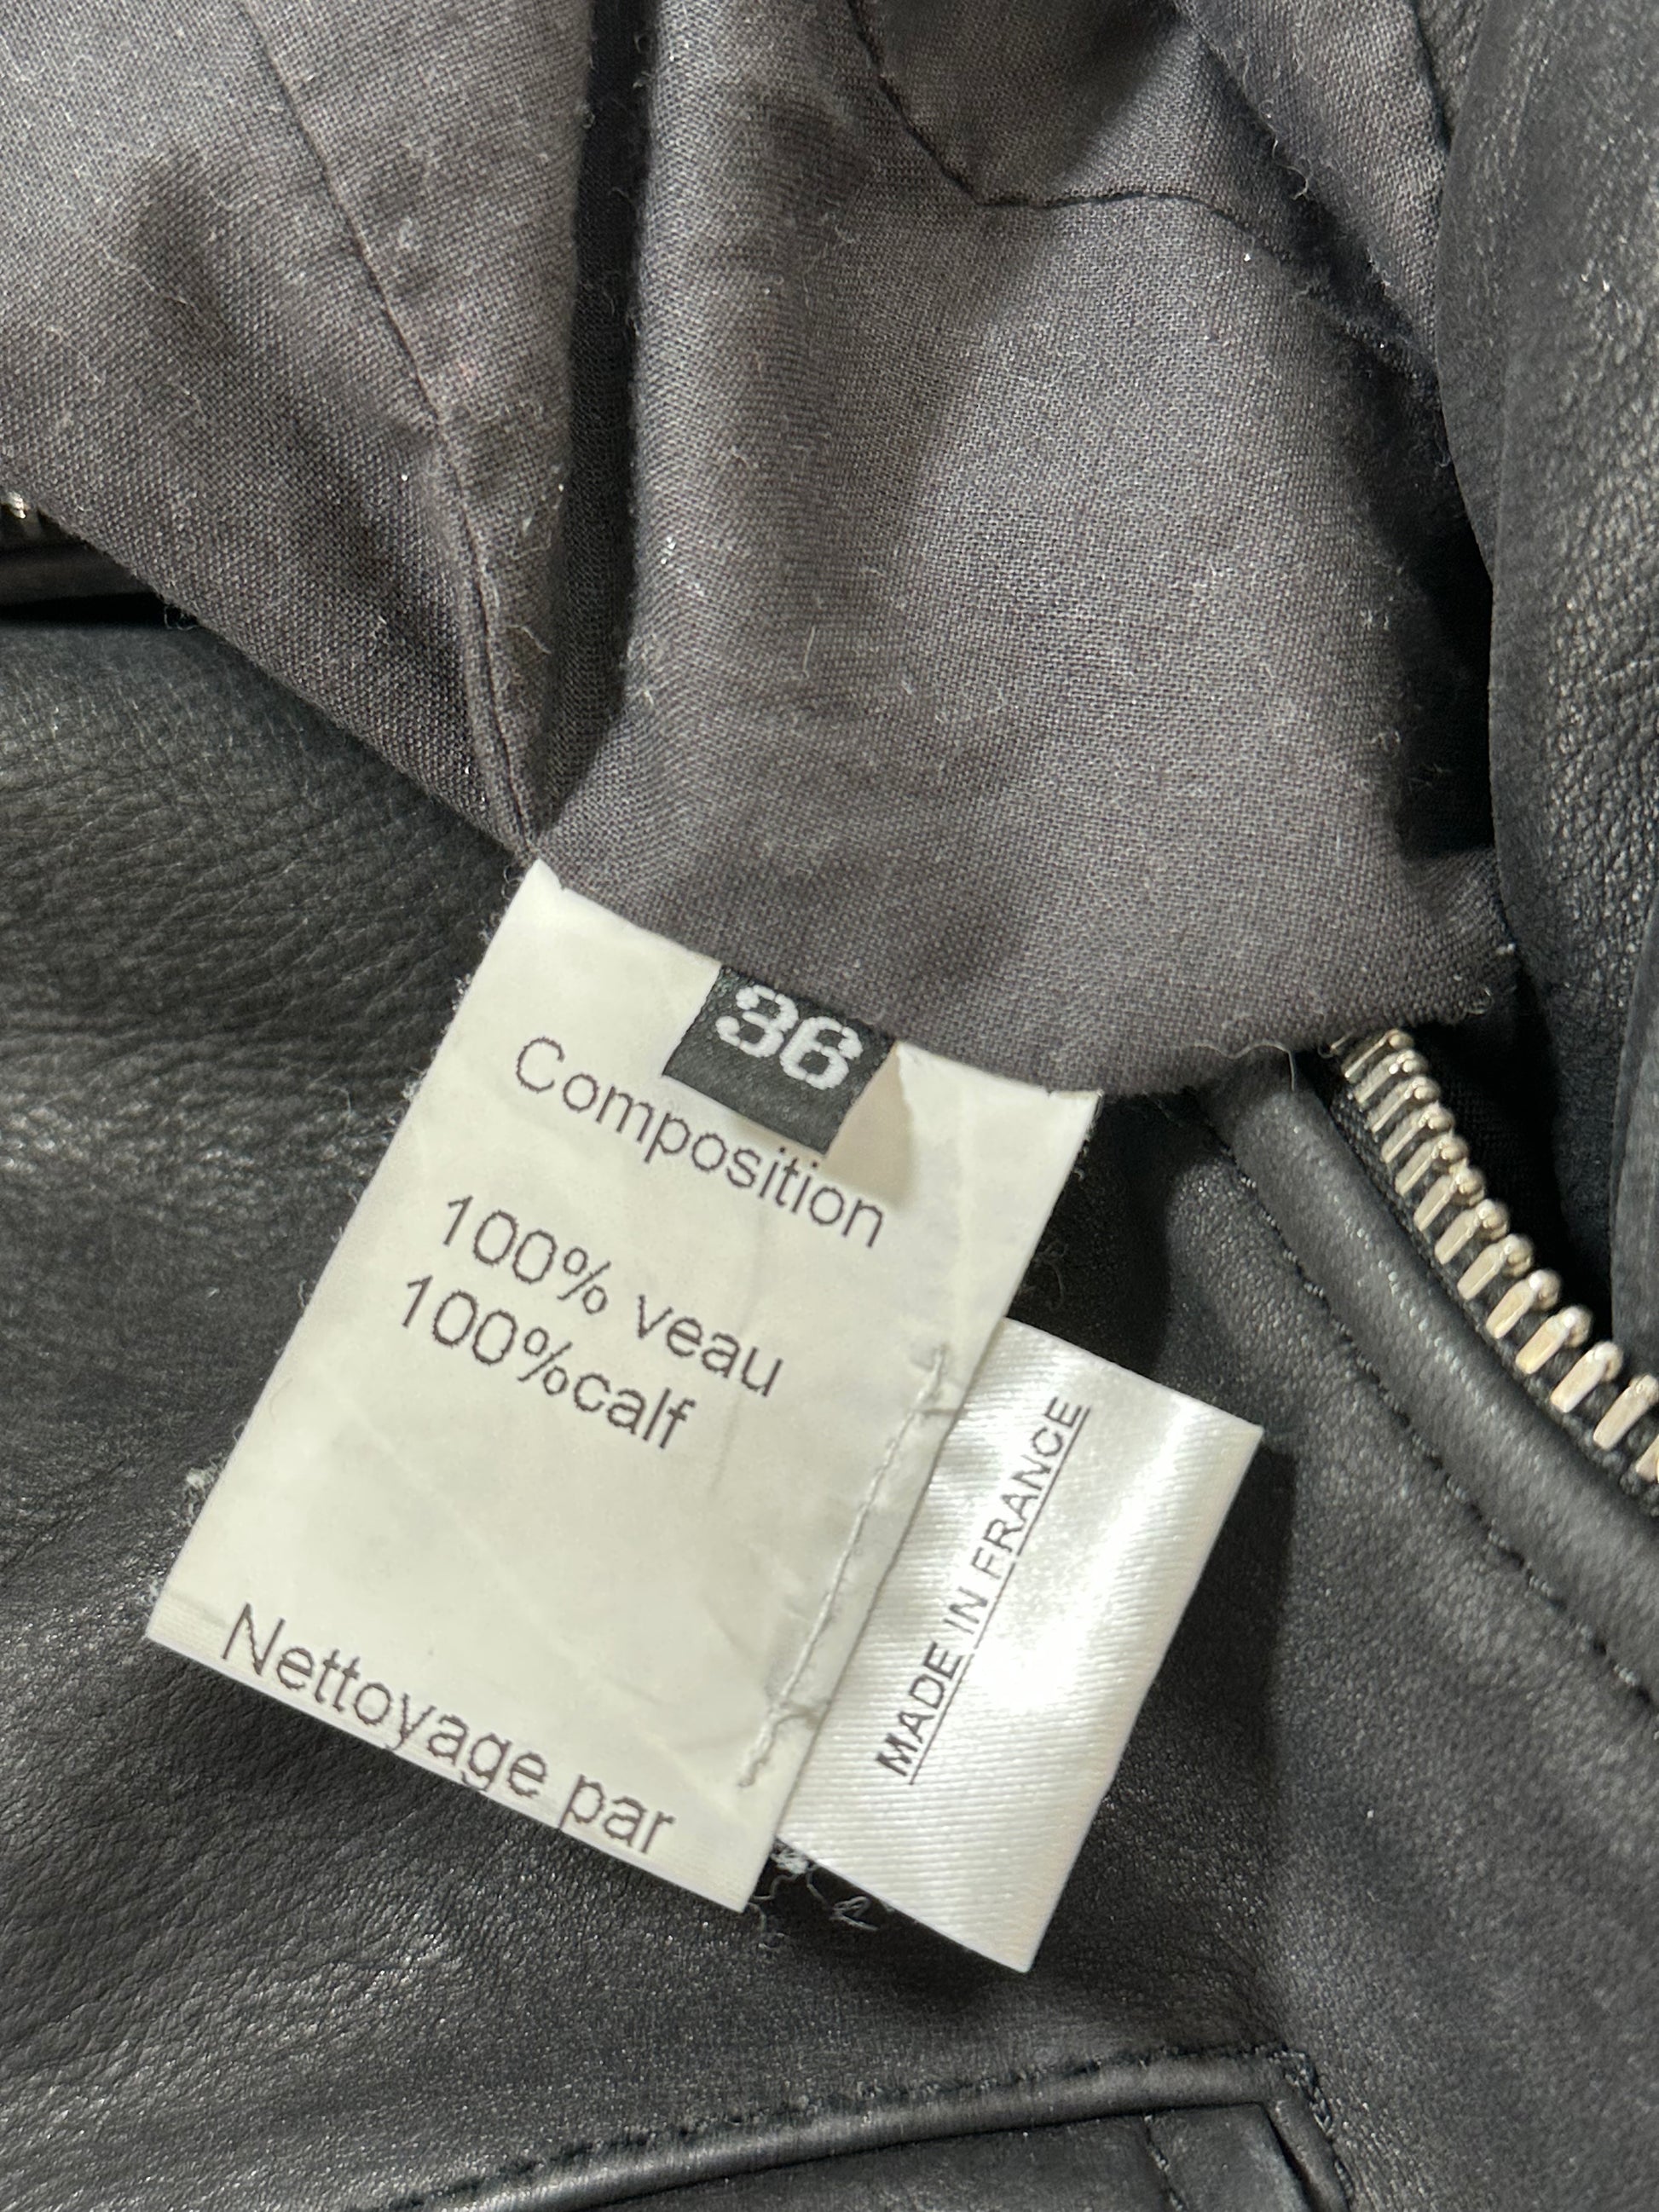 36
Composition
100% veau
100%calf
Nettoyage par
MADE IN FRANCE